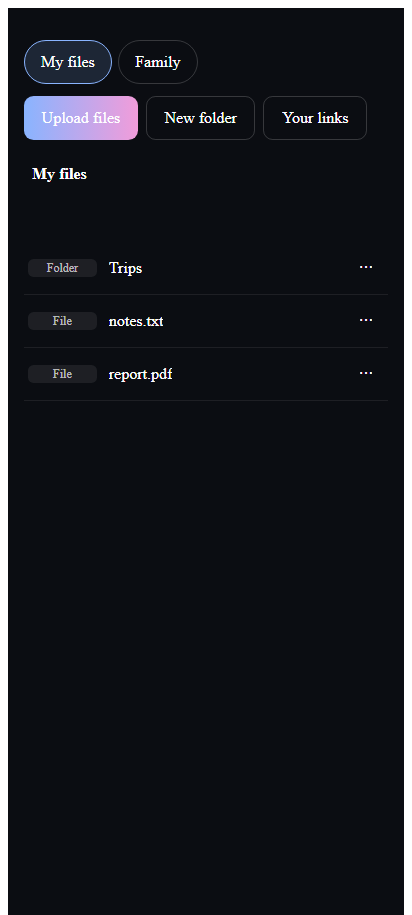 My files Family
Upload files New folder Your links
My files
Folder Trips ...
File notes.txt ...
File report.pdf ...